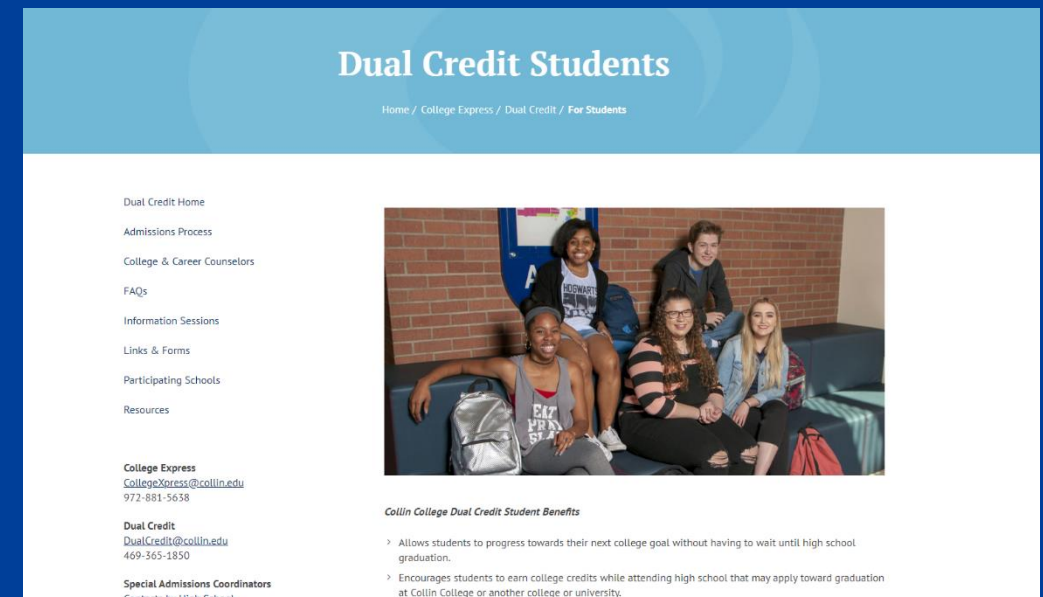 Dual Credit Students
Home / College Express / Dual Credit / For Students
Dual Credit Home
Admissions Process
College & Career Counselors
FAQs
Information Sessions
Links & Forms
Participating Schools
Resources
College Express
CollegeXpress@collin.edu
972-881-5638
Dual Credit
DualCredit@collin.edu
469-365-1850
Special Admissions Coordinators
Contacts by High School
A
HOGWARTS
EAT
Collin College Dual Credit Student Benefits
› Allows students to progress towards their next college goal without having to wait until high school
graduation.
› Encourages students to earn college credits while attending high school that may apply toward graduation
at Collin College or another college or university.